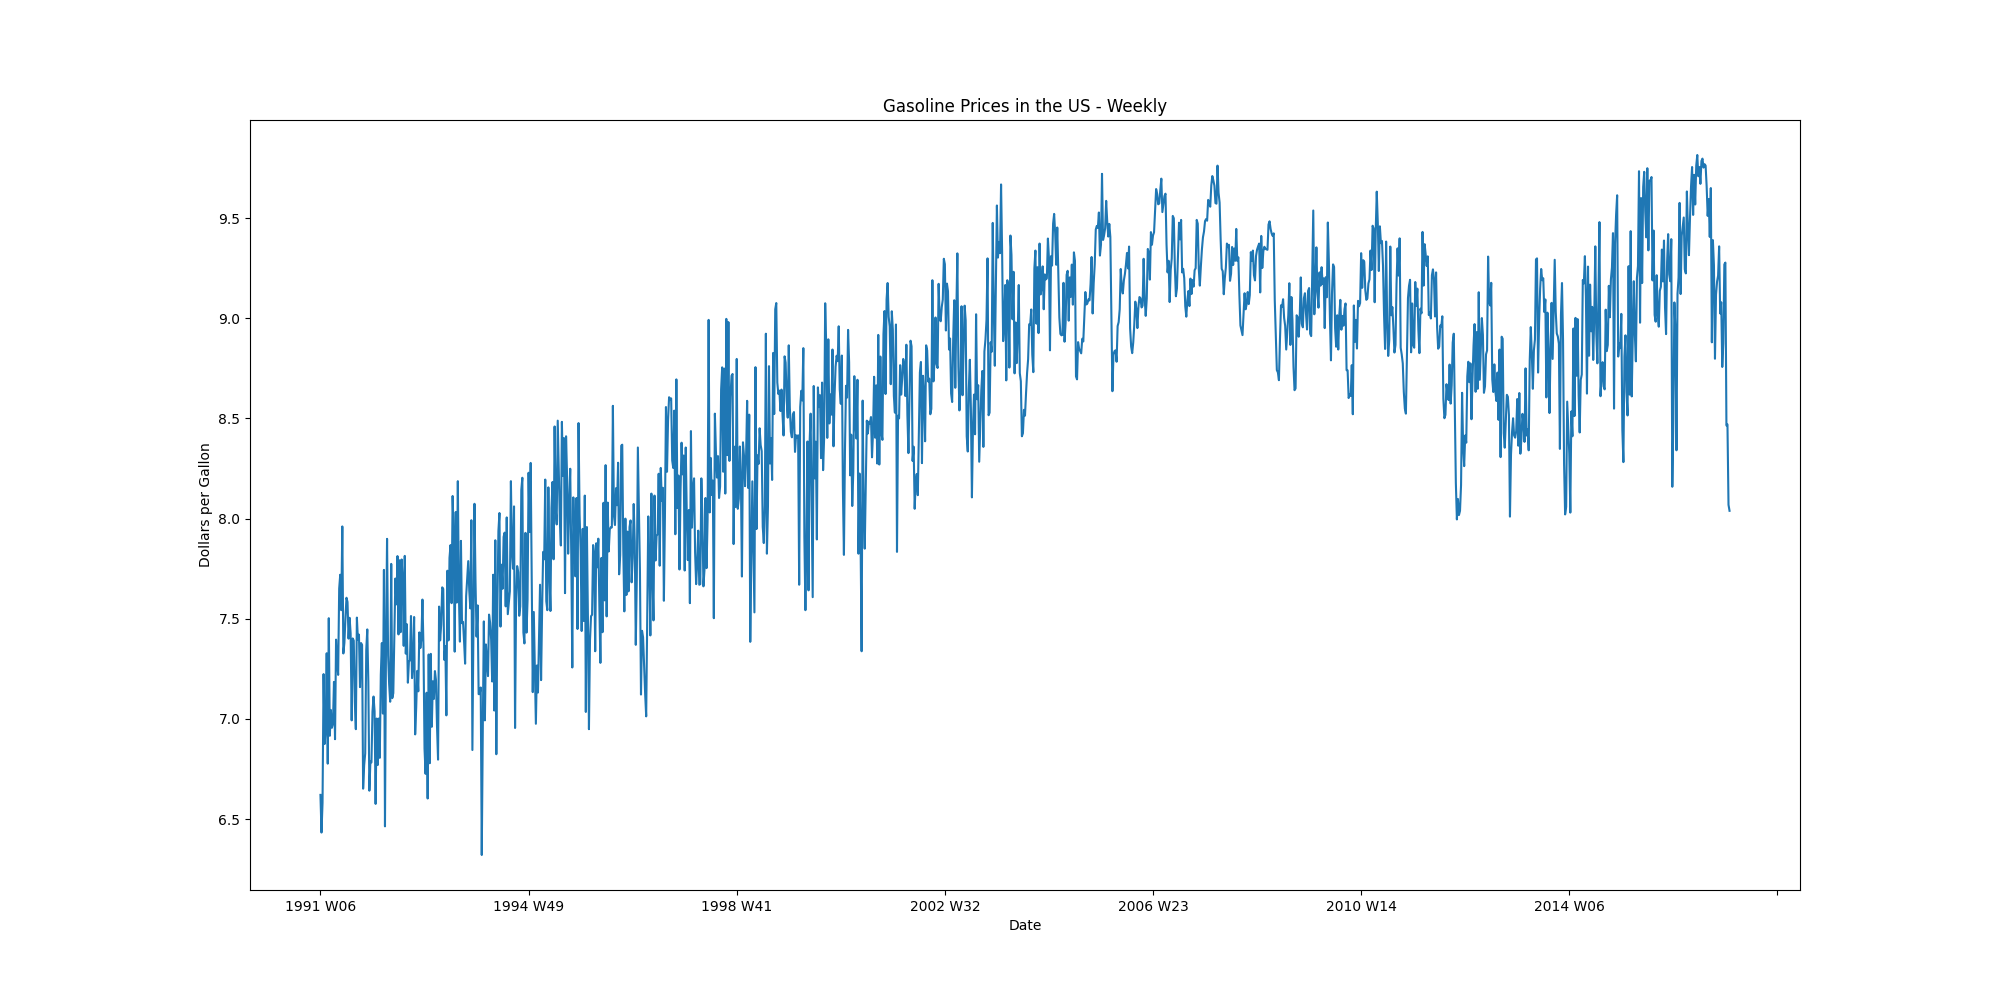 Gasoline Prices in the US - Weekly
Dollars per Gallon
9.5
9.0
8.5
8.0
7.5
7.0
6.5
1991 W06 1994 W49 1998 W41 2002 W32 2006 W23 2010 W14 2014 W06
Date